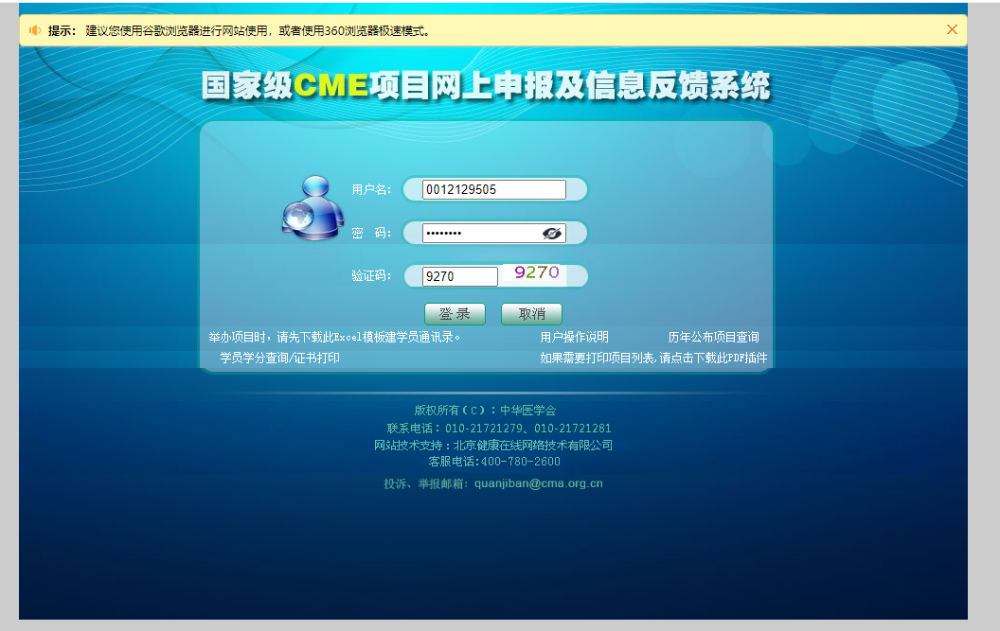 提示： 建议您使用谷歌浏览器进行网站使用，或者使用360浏览器极速模式。
国家级CME项目网上申报及信息反馈系统
用户名： 0012129505
密 码： ••••••••
验证码： 9270 9270
登 录 取消
举办项目时，请先下载此Excel模板建学员通讯录。 用户操作说明 历年公布项目查询
学员学分查询/证书打印 如果需要打印项目列表,请点击下载此PDF插件
版权所有（C）：中华医学会
联系电话：010-21721279、010-21721281
网站技术支持：北京健康在线网络技术有限公司
客服电话:400-780-2600
投诉、举报邮箱：quanjiban@cma.org.cn